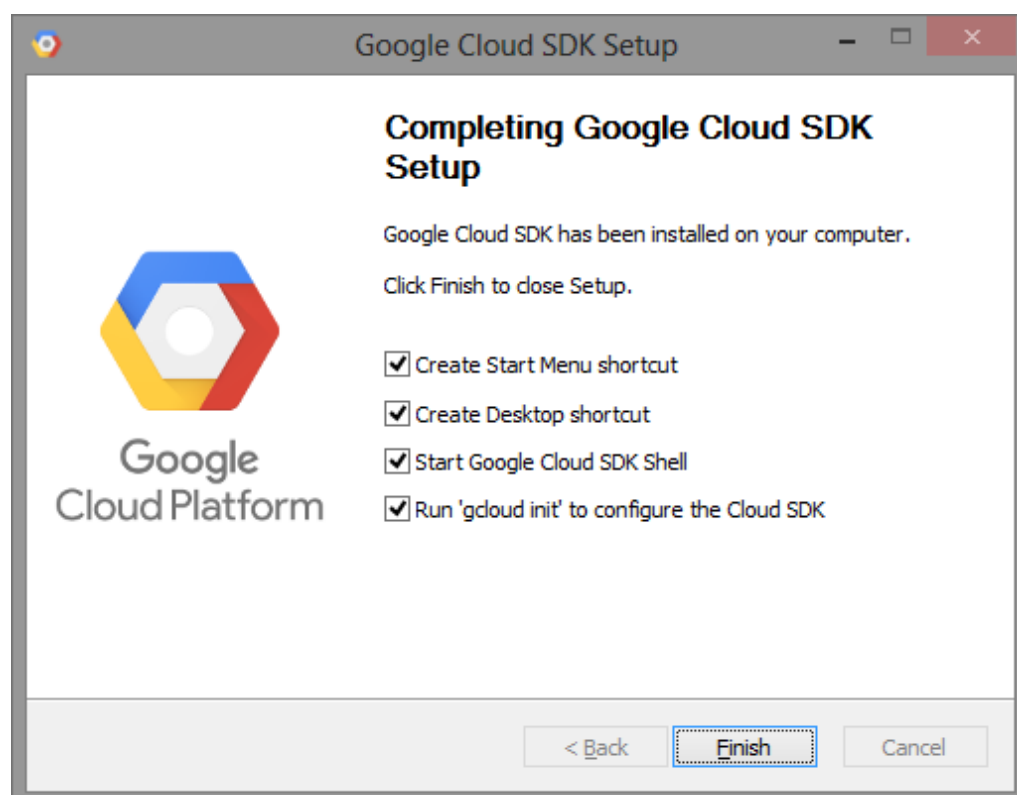 Google Cloud SDK Setup
Completing Google Cloud SDK
Setup
Google Cloud SDK has been installed on your computer.
Click Finish to close Setup.
Create Start Menu shortcut
Create Desktop shortcut
Start Google Cloud SDK Shell
Run 'gcloud init' to configure the Cloud SDK
Google
Cloud Platform
< Back
Finish
Cancel